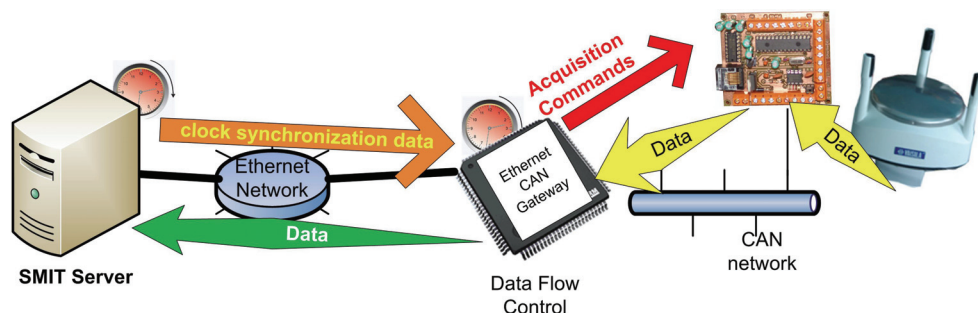 clock synchronization data
Ethernet
Network
Data
SMIT Server
Ethernet
CAN
Gateway
Data Flow
Control
Acquisition
Commands
Data
Data
CAN
network